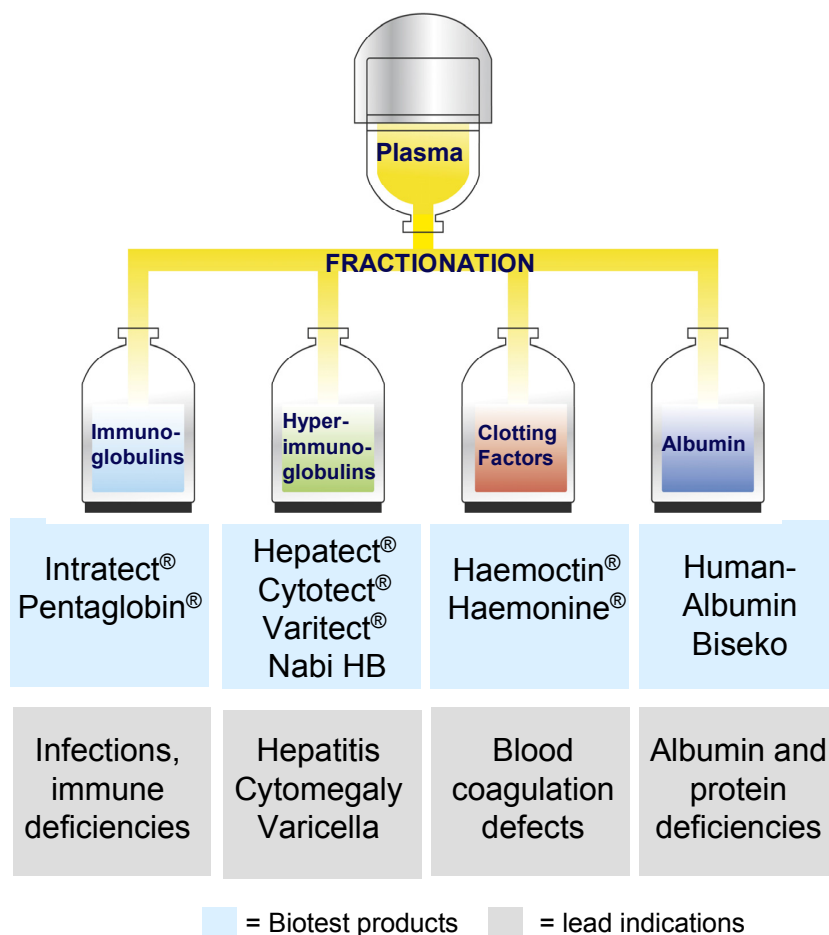 Plasma
FRACTIONATION
Immuno-
globulins
Hyper-
immuno-
globulins
Clotting
Factors
Albumin
Intratect®
Pentaglobin®
Hepatect®
Cytotect®
Varitect®
Nabi HB
Haemoctin®
Haemonine®
Human-
Albumin
Biseko
Infections,
immune
deficiencies
Hepatitis
Cytomegaly
Varicella
Blood
coagulation
defects
Albumin and
protein
deficiencies
= Biotest products
= lead indications